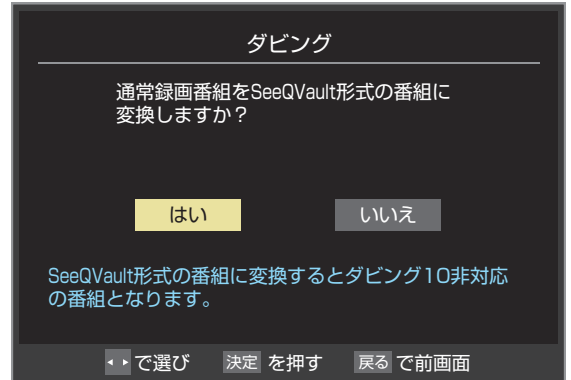 ダビング
通常録画番組をSeeQVault形式の番組に
変換しますか？
はい いいえ
SeeQVault形式の番組に変換するとダビング10非対応
の番組となります。
で選び 決定 を押す 戻る で前画面